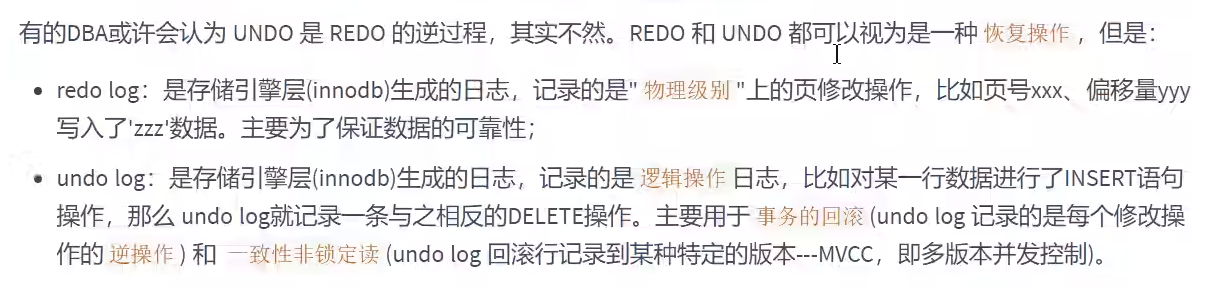 有的DBA或许会认为 UNDO 是 REDO 的逆过程，其实不然。REDO 和 UNDO 都可以视为是一种 恢复操作 ，但是：
• redo log：是存储引擎层(innodb)生成的日志，记录的是" 物理级别 "上的页修改操作，比如页号xxx、偏移量yyy
写入了'zzz'数据。主要为了保证数据的可靠性；
• undo log：是存储引擎层(innodb)生成的日志，记录的是 逻辑操作 日志，比如对某一行数据进行了INSERT语句
操作，那么 undo log就记录一条与之相反的DELETE操作。主要用于 事务的回滚 (undo log 记录的是每个修改操
作的 逆操作 ) 和 一致性非锁定读 (undo log 回滚行记录到某种特定的版本---MVCC，即多版本并发控制)。